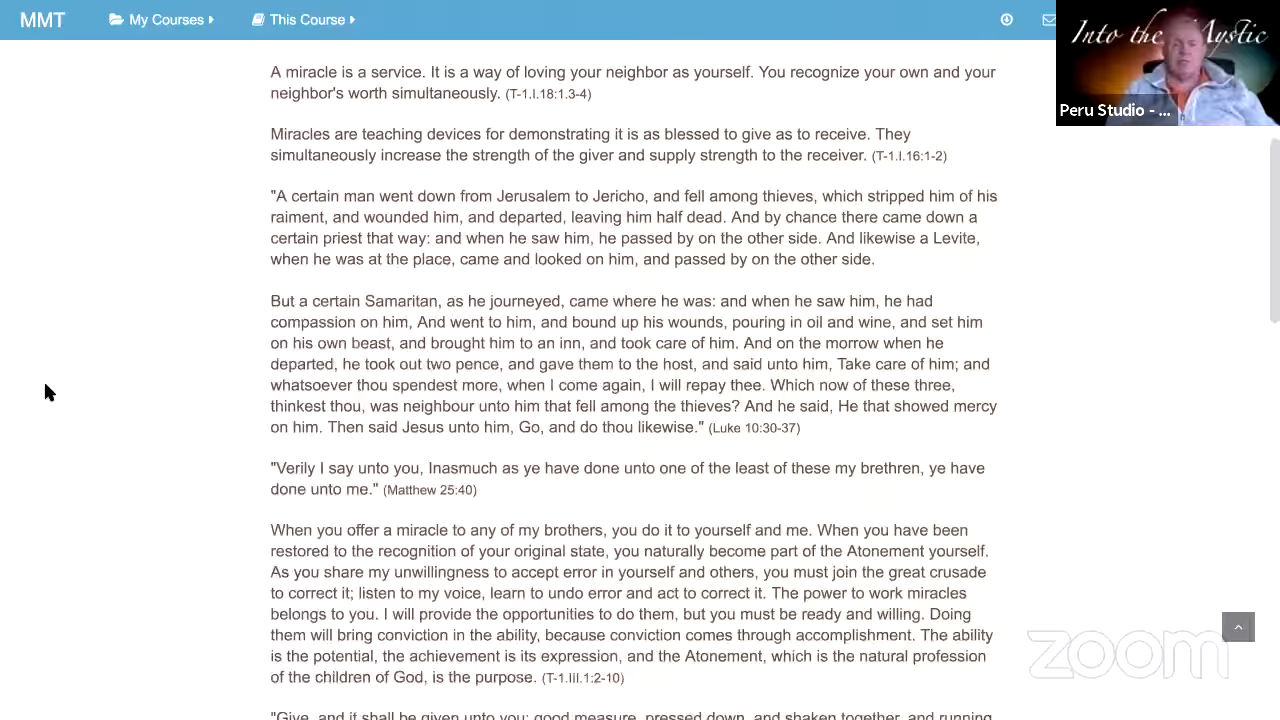 MMT My Courses This Course
Into the Mystic
Peru Studio - ...
A miracle is a service. It is a way of loving your neighbor as yourself. You recognize your own and your
neighbor's worth simultaneously. (T-1.I.18:1.3-4)
Miracles are teaching devices for demonstrating it is as blessed to give as to receive. They
simultaneously increase the strength of the giver and supply strength to the receiver. (T-1.I.16:1-2)
"A certain man went down from Jerusalem to Jericho, and fell among thieves, which stripped him of his
raiment, and wounded him, and departed, leaving him half dead. And by chance there came down a
certain priest that way: and when he saw him, he passed by on the other side. And likewise a Levite,
when he was at the place, came and looked on him, and passed by on the other side.
But a certain Samaritan, as he journeyed, came where he was: and when he saw him, he had
compassion on him, And went to him, and bound up his wounds, pouring in oil and wine, and set him
on his own beast, and brought him to an inn, and took care of him. And on the morrow when he
departed, he took out two pence, and gave them to the host, and said unto him, Take care of him; and
whatsoever thou spendest more, when I come again, I will repay thee. Which now of these three,
thinkest thou, was neighbour unto him that fell among the thieves? And he said, He that showed mercy
on him. Then said Jesus unto him, Go, and do thou likewise." (Luke 10:30-37)
"Verily I say unto you, Inasmuch as ye have done unto one of the least of these my brethren, ye have
done unto me." (Matthew 25:40)
When you offer a miracle to any of my brothers, you do it to yourself and me. When you have been
restored to the recognition of your original state, you naturally become part of the Atonement yourself.
As you share my unwillingness to accept error in yourself and others, you must join the great crusade
to correct it; listen to my voice, learn to undo error and act to correct it. The power to work miracles
belongs to you. I will provide the opportunities to do them, but you must be ready and willing. Doing
them will bring conviction in the ability, because conviction comes through accomplishment. The ability
is the potential, the achievement is its expression, and the Atonement, which is the natural profession
of the children of God, is the purpose. (T-1.III.1:2-10)
zoom
"Give, and it shall be given unto you; good measure, pressed down, and shaken together, and running